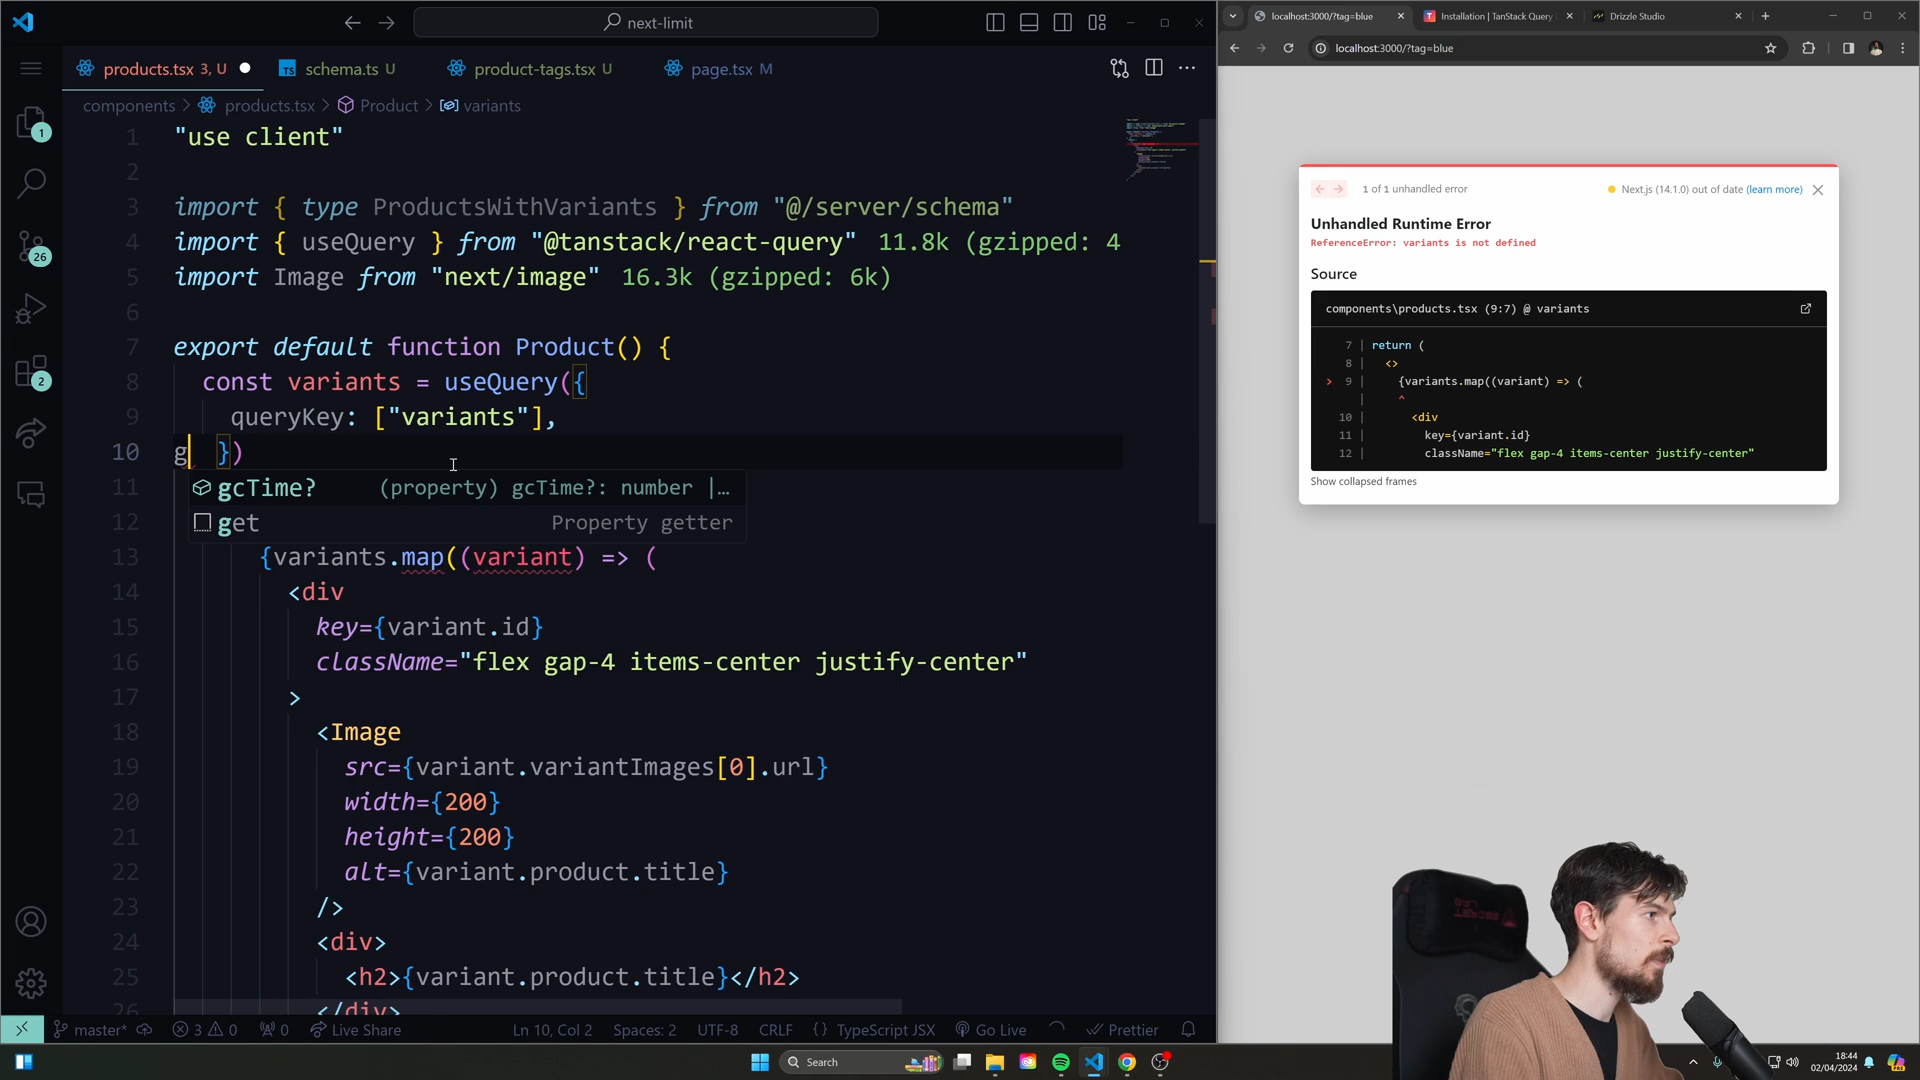 next-limit
products.tsx 3, U
schema.ts U
product-tags.tsx U
page.tsx M
components > products.tsx > Product > variants
1 "use client"
2
3 import { type ProductsWithVariants } from "@/server/schema"
4 import { useQuery } from "@tanstack/react-query" 11.8k (gzipped: 4
5 import Image from "next/image" 16.3k (gzipped: 6k)
6
7 export default function Product() {
8 const variants = useQuery({
9 queryKey: ["variants"],
10 g })
11 gcTime? (property) gcTime?: number |…
12 get Property getter
13 {variants.map((variant) => (
14 <div
15 key={variant.id}
16 className="flex gap-4 items-center justify-center"
17 >
18 <Image
19 src={variant.variantImages[0].url}
20 width={200}
21 height={200}
22 alt={variant.product.title}
23 />
24 <div>
25 <h2>{variant.product.title}</h2>
26 </div>
1
26
2
master* 3 0 0 Live Share Ln 10, Col 2 Spaces: 2 UTF-8 CRLF {} TypeScript JSX Go Live Prettier
localhost:3000/?tag=blue
Installation | TanStack Query
Drizzle Studio
localhost:3000/?tag=blue
1 of 1 unhandled error
Next.js (14.1.0) out of date (learn more)
Unhandled Runtime Error
ReferenceError: variants is not defined
Source
components\products.tsx (9:7) @ variants
7 | return (
8 | <>
> 9 | {variants.map((variant) => (
| ^
10 | <div
11 | key={variant.id}
12 | className="flex gap-4 items-center justify-center"
Show collapsed frames
Search
18:44
02/04/2024